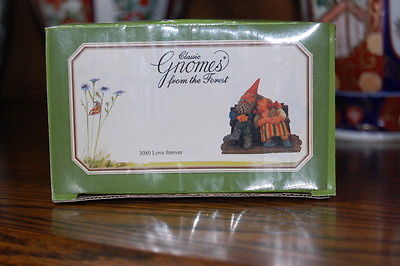 Classic
Gnomes®
from the Forest
3080 Love forever